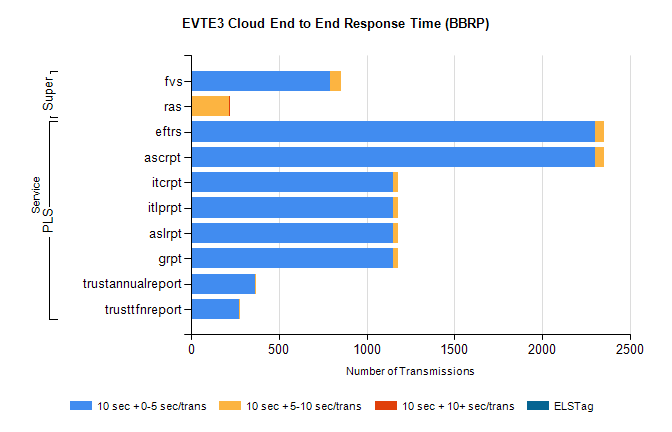 EVTE3 Cloud End to End Response Time (BBRP)
Service
Super
fvs
ras
PLS
eftrs
ascrpt
itcrpt
itlprpt
aslrpt
grpt
trustannualreport
trusttfnreport
0 500 1000 1500 2000 2500
Number of Transmissions
10 sec +0-5 sec/trans 10 sec +5-10 sec/trans 10 sec + 10+ sec/trans ELSTag